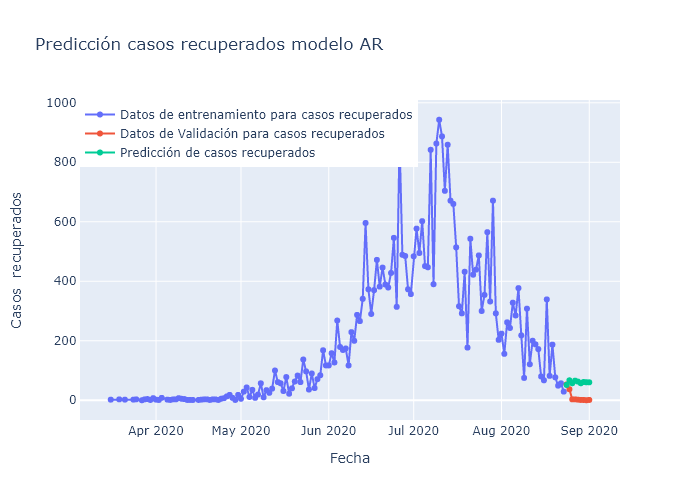 Predicción casos recuperados modelo AR
Datos de entrenamiento para casos recuperados
Datos de Validación para casos recuperados
Predicción de casos recuperados
Casos recuperados
1000
800
600
400
200
0
Apr 2020
May 2020
Jun 2020
Jul 2020
Aug 2020
Sep 2020
Fecha